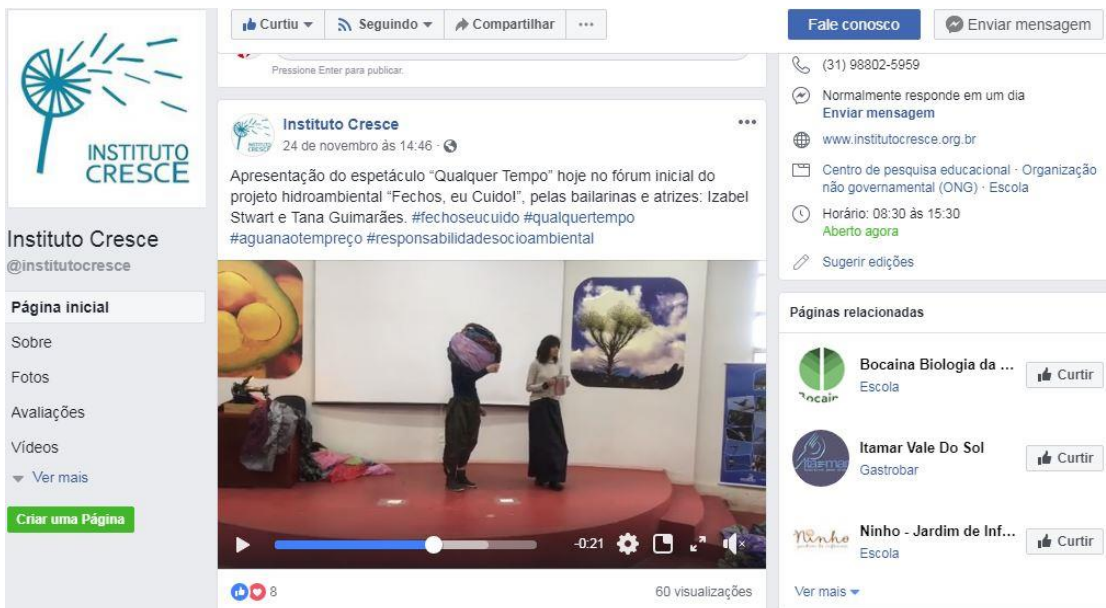 INSTITUTO
CRESCE
Instituto Cresce
@institutocresce
Página inicial
Sobre
Fotos
Avaliações
Vídeos
Ver mais
Criar uma Página
Curtiu
Seguindo
Compartilhar
Pressione Enter para publicar.
Instituto Cresce
24 de novembro às 14:46 ·
Apresentação do espetáculo “Qualquer Tempo” hoje no fórum inicial do
projeto hidroambiental “Fechos, eu Cuido!”, pelas bailarinas e atrizes: Izabel
Stwart e Tana Guimarães. #fechoseucuido #qualquertempo
#aguanaotempreço #responsabilidadesocioambiental
-0:21
8
60 visualizações
Fale conosco
Enviar mensagem
(31) 98802-5959
Normalmente responde em um dia
Enviar mensagem
www.institutocresce.org.br
Centro de pesquisa educacional · Organização
não governamental (ONG) · Escola
Horário: 08:30 às 15:30
Aberto agora
Sugerir edições
Páginas relacionadas
Bocaina Biologia da ...
Escola
Curtir
Itamar Vale Do Sol
Gastrobar
Curtir
Ninho
Ninho - Jardim de Inf...
Escola
Curtir
Ver mais